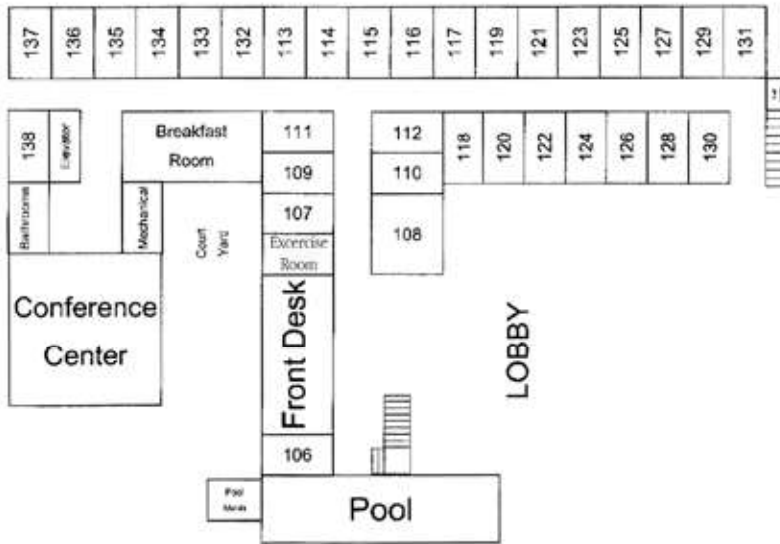 137 136 135 134 133 132 113 114 115 116 117 119 121 123 125 127 129 131
138 Elevator Breakfast 111 112 118 120 122 124 126 128 130
Room
109 110
Bathrooms Mechanical Court 107 108
Yard
Excercise
Room
Conference
Center
Front Desk
LOBBY
106
Pool
Pool